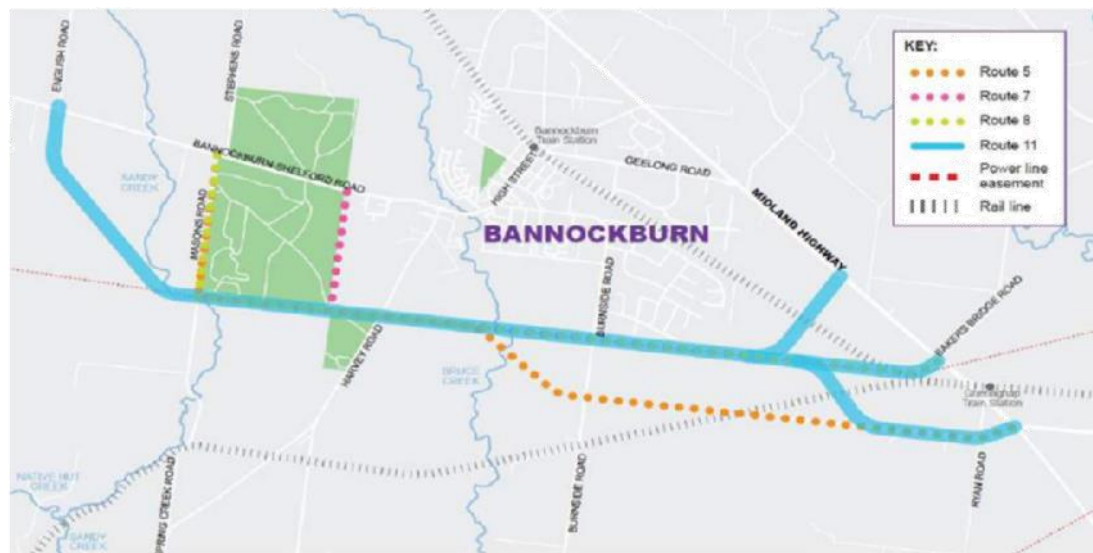 ENGLISH ROAD
STEPHENS ROAD
SANDY CREEK
BANNOCKBURN-SHELFORD ROAD
MASONS ROAD
HIGH STREET
Bannockburn
Train Station
GEELONG ROAD
MIDLAND HIGHWAY
BANNOCKBURN
BURNSIDE ROAD
BAKERS BRIDGE ROAD
HARVEY ROAD
BRUCE CREEK
Train Station
NATIVE HUT
CREEK
SANDY
CREEK
SPRING CREEK ROAD
BURNSIDE ROAD
RYAN ROAD
KEY:
Route 5
Route 7
Route 8
Route 11
Power line
easement
Rail line